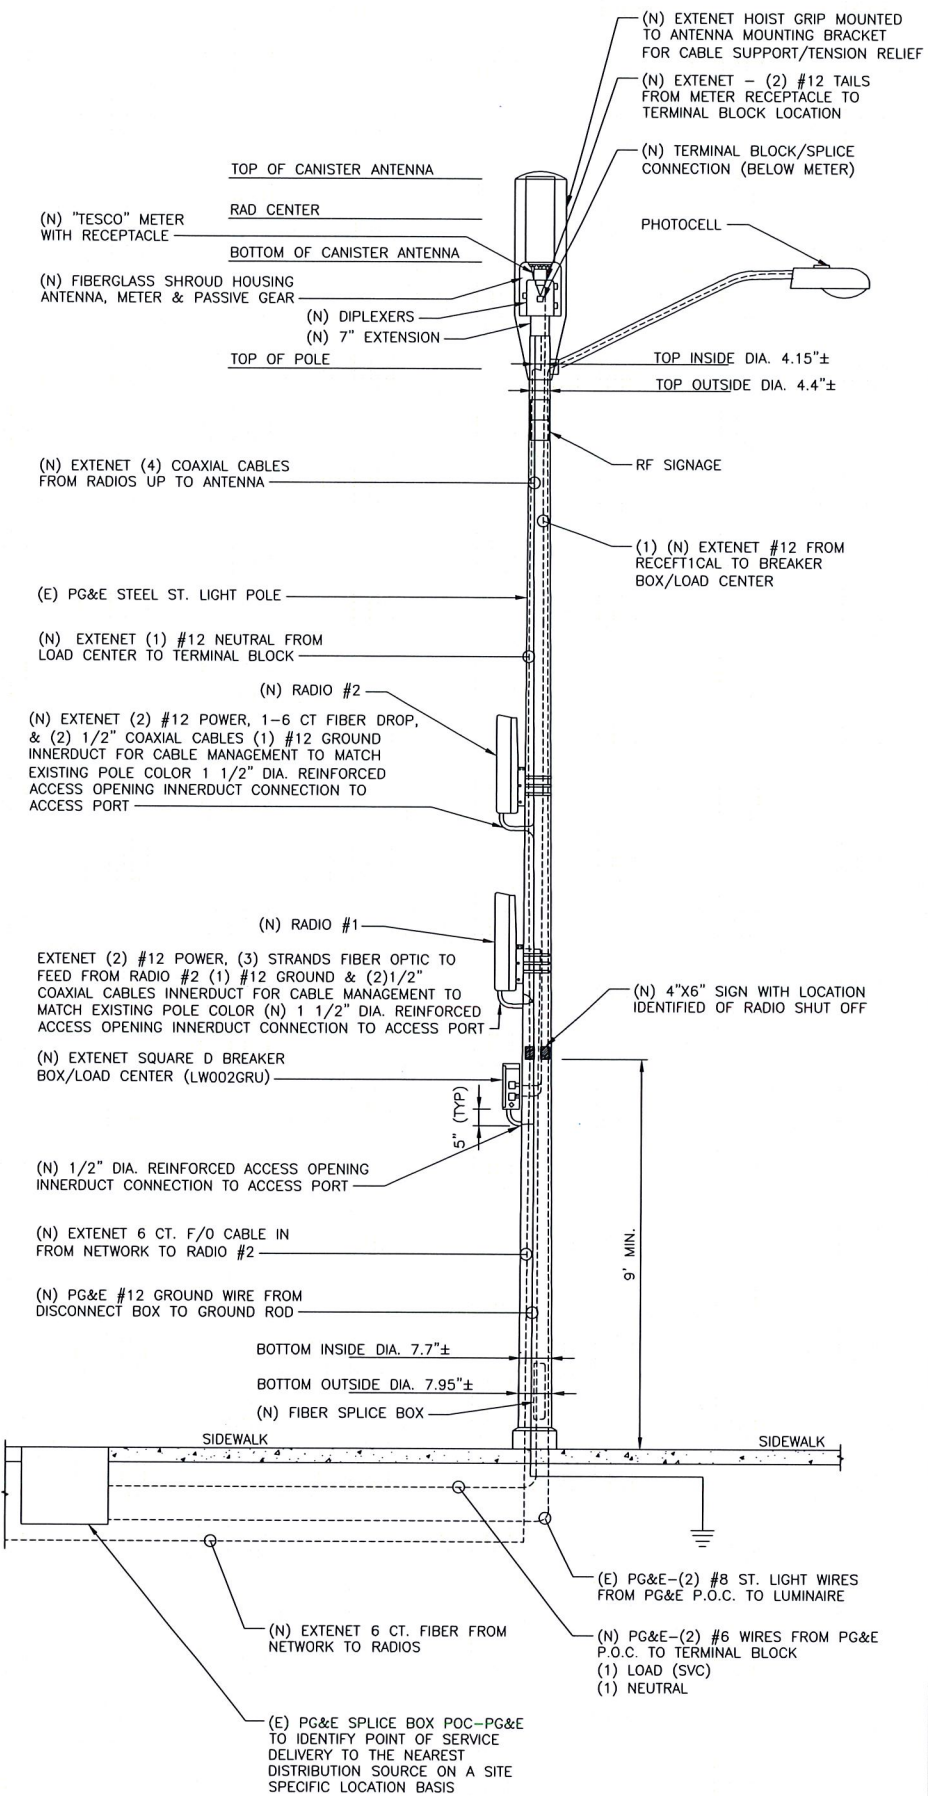 (N) EXTENET HOIST GRIP MOUNTED
TO ANTENNA MOUNTING BRACKET
FOR CABLE SUPPORT/TENSION RELIEF
(N) EXTENET – (2) #12 TAILS
FROM METER RECEPTACLE TO
TERMINAL BLOCK LOCATION
(N) TERMINAL BLOCK/SPLICE
CONNECTION (BELOW METER)
TOP OF CANISTER ANTENNA
RAD CENTER
(N) "TESCO" METER
WITH RECEPTACLE
PHOTOCELL
BOTTOM OF CANISTER ANTENNA
(N) FIBERGLASS SHROUD HOUSING
ANTENNA, METER & PASSIVE GEAR
(N) DIPLEXERS
(N) 7" EXTENSION
TOP OF POLE
TOP INSIDE DIA. 4.15"±
TOP OUTSIDE DIA. 4.4"±
(N) EXTENET (4) COAXIAL CABLES
FROM RADIOS UP TO ANTENNA
RF SIGNAGE
(1) (N) EXTENET #12 FROM
RECEFT1CAL TO BREAKER
BOX/LOAD CENTER
(E) PG&E STEEL ST. LIGHT POLE
(N) EXTENET (1) #12 NEUTRAL FROM
LOAD CENTER TO TERMINAL BLOCK
(N) RADIO #2
(N) EXTENET (2) #12 POWER, 1–6 CT FIBER DROP,
& (2) 1/2" COAXIAL CABLES (1) #12 GROUND
INNERDUCT FOR CABLE MANAGEMENT TO MATCH
EXISTING POLE COLOR 1 1/2" DIA. REINFORCED
ACCESS OPENING INNERDUCT CONNECTION TO
ACCESS PORT
(N) RADIO #1
EXTENET (2) #12 POWER, (3) STRANDS FIBER OPTIC TO
FEED FROM RADIO #2 (1) #12 GROUND & (2)1/2"
COAXIAL CABLES INNERDUCT FOR CABLE MANAGEMENT TO
MATCH EXISTING POLE COLOR (N) 1 1/2" DIA. REINFORCED
ACCESS OPENING INNERDUCT CONNECTION TO ACCESS PORT
(N) 4"X6" SIGN WITH LOCATION
IDENTIFIED OF RADIO SHUT OFF
(N) EXTENET SQUARE D BREAKER
BOX/LOAD CENTER (LW002GRU)
5" (TYP)
(N) 1/2" DIA. REINFORCED ACCESS OPENING
INNERDUCT CONNECTION TO ACCESS PORT
(N) EXTENET 6 CT. F/O CABLE IN
FROM NETWORK TO RADIO #2
9' MIN.
(N) PG&E #12 GROUND WIRE FROM
DISCONNECT BOX TO GROUND ROD
BOTTOM INSIDE DIA. 7.7"±
BOTTOM OUTSIDE DIA. 7.95"±
(N) FIBER SPLICE BOX
SIDEWALK
SIDEWALK
(E) PG&E–(2) #8 ST. LIGHT WIRES
FROM PG&E P.O.C. TO LUMINAIRE
(N) EXTENET 6 CT. FIBER FROM
NETWORK TO RADIOS
(N) PG&E–(2) #6 WIRES FROM PG&E
P.O.C. TO TERMINAL BLOCK
(1) LOAD (SVC)
(1) NEUTRAL
(E) PG&E SPLICE BOX POC–PG&E
TO IDENTIFY POINT OF SERVICE
DELIVERY TO THE NEAREST
DISTRIBUTION SOURCE ON A SITE
SPECIFIC LOCATION BASIS